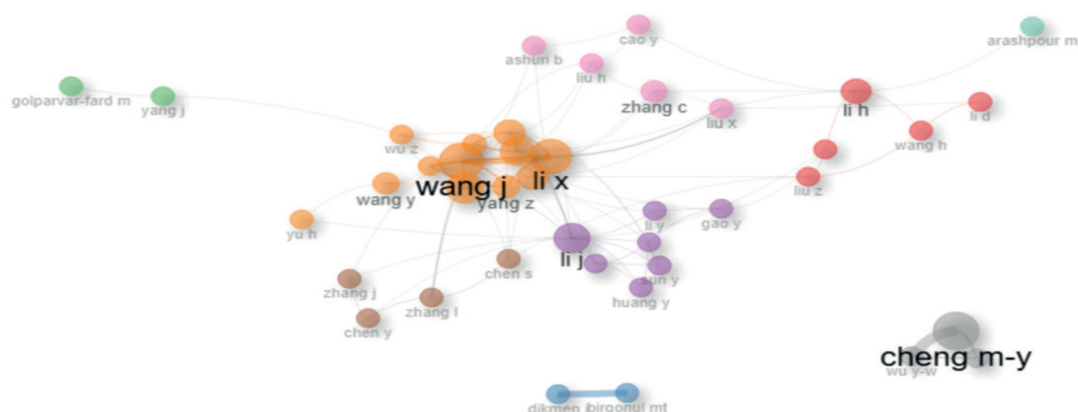 cao y
arashpour m
ashuri b
liu h
golparvar-fard m
yang j
zhang c
liu x
li h
li d
wu z
wang h
wang j
li x
liu z
wang y
yang z
yu h
li y
gao y
li j
chen s
sun y
zhang j
huang y
zhang l
chen y
cheng m-y
wu y-w
birgonul mt